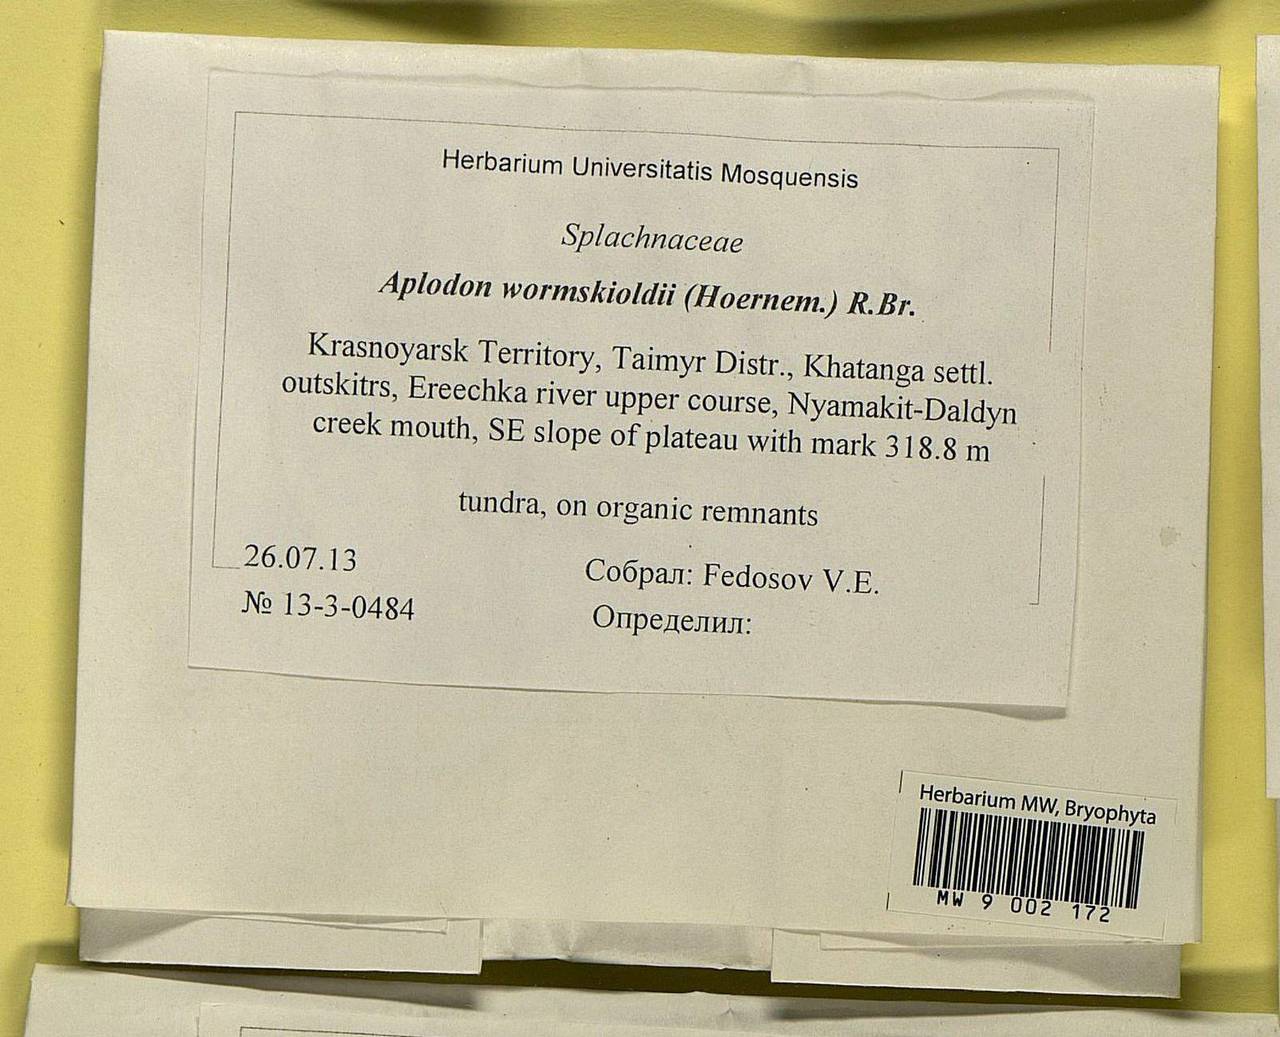 Herbarium Universitatis Mosquensis
Splachnaceae
Aplodon wormskioldii (Hoernem.) R.Br.
Krasnoyarsk Territory, Taimyr Distr., Khatanga settl.
outskitrs, Ereechka river upper course, Nyamakit-Daldyn
creek mouth, SE slope of plateau with mark 318.8 m
tundra, on organic remnants
26.07.13
Собрал: Fedosov V.E.
№ 13-3-0484
Определил:
Herbarium MW, Bryophyta
MW 9 002 172